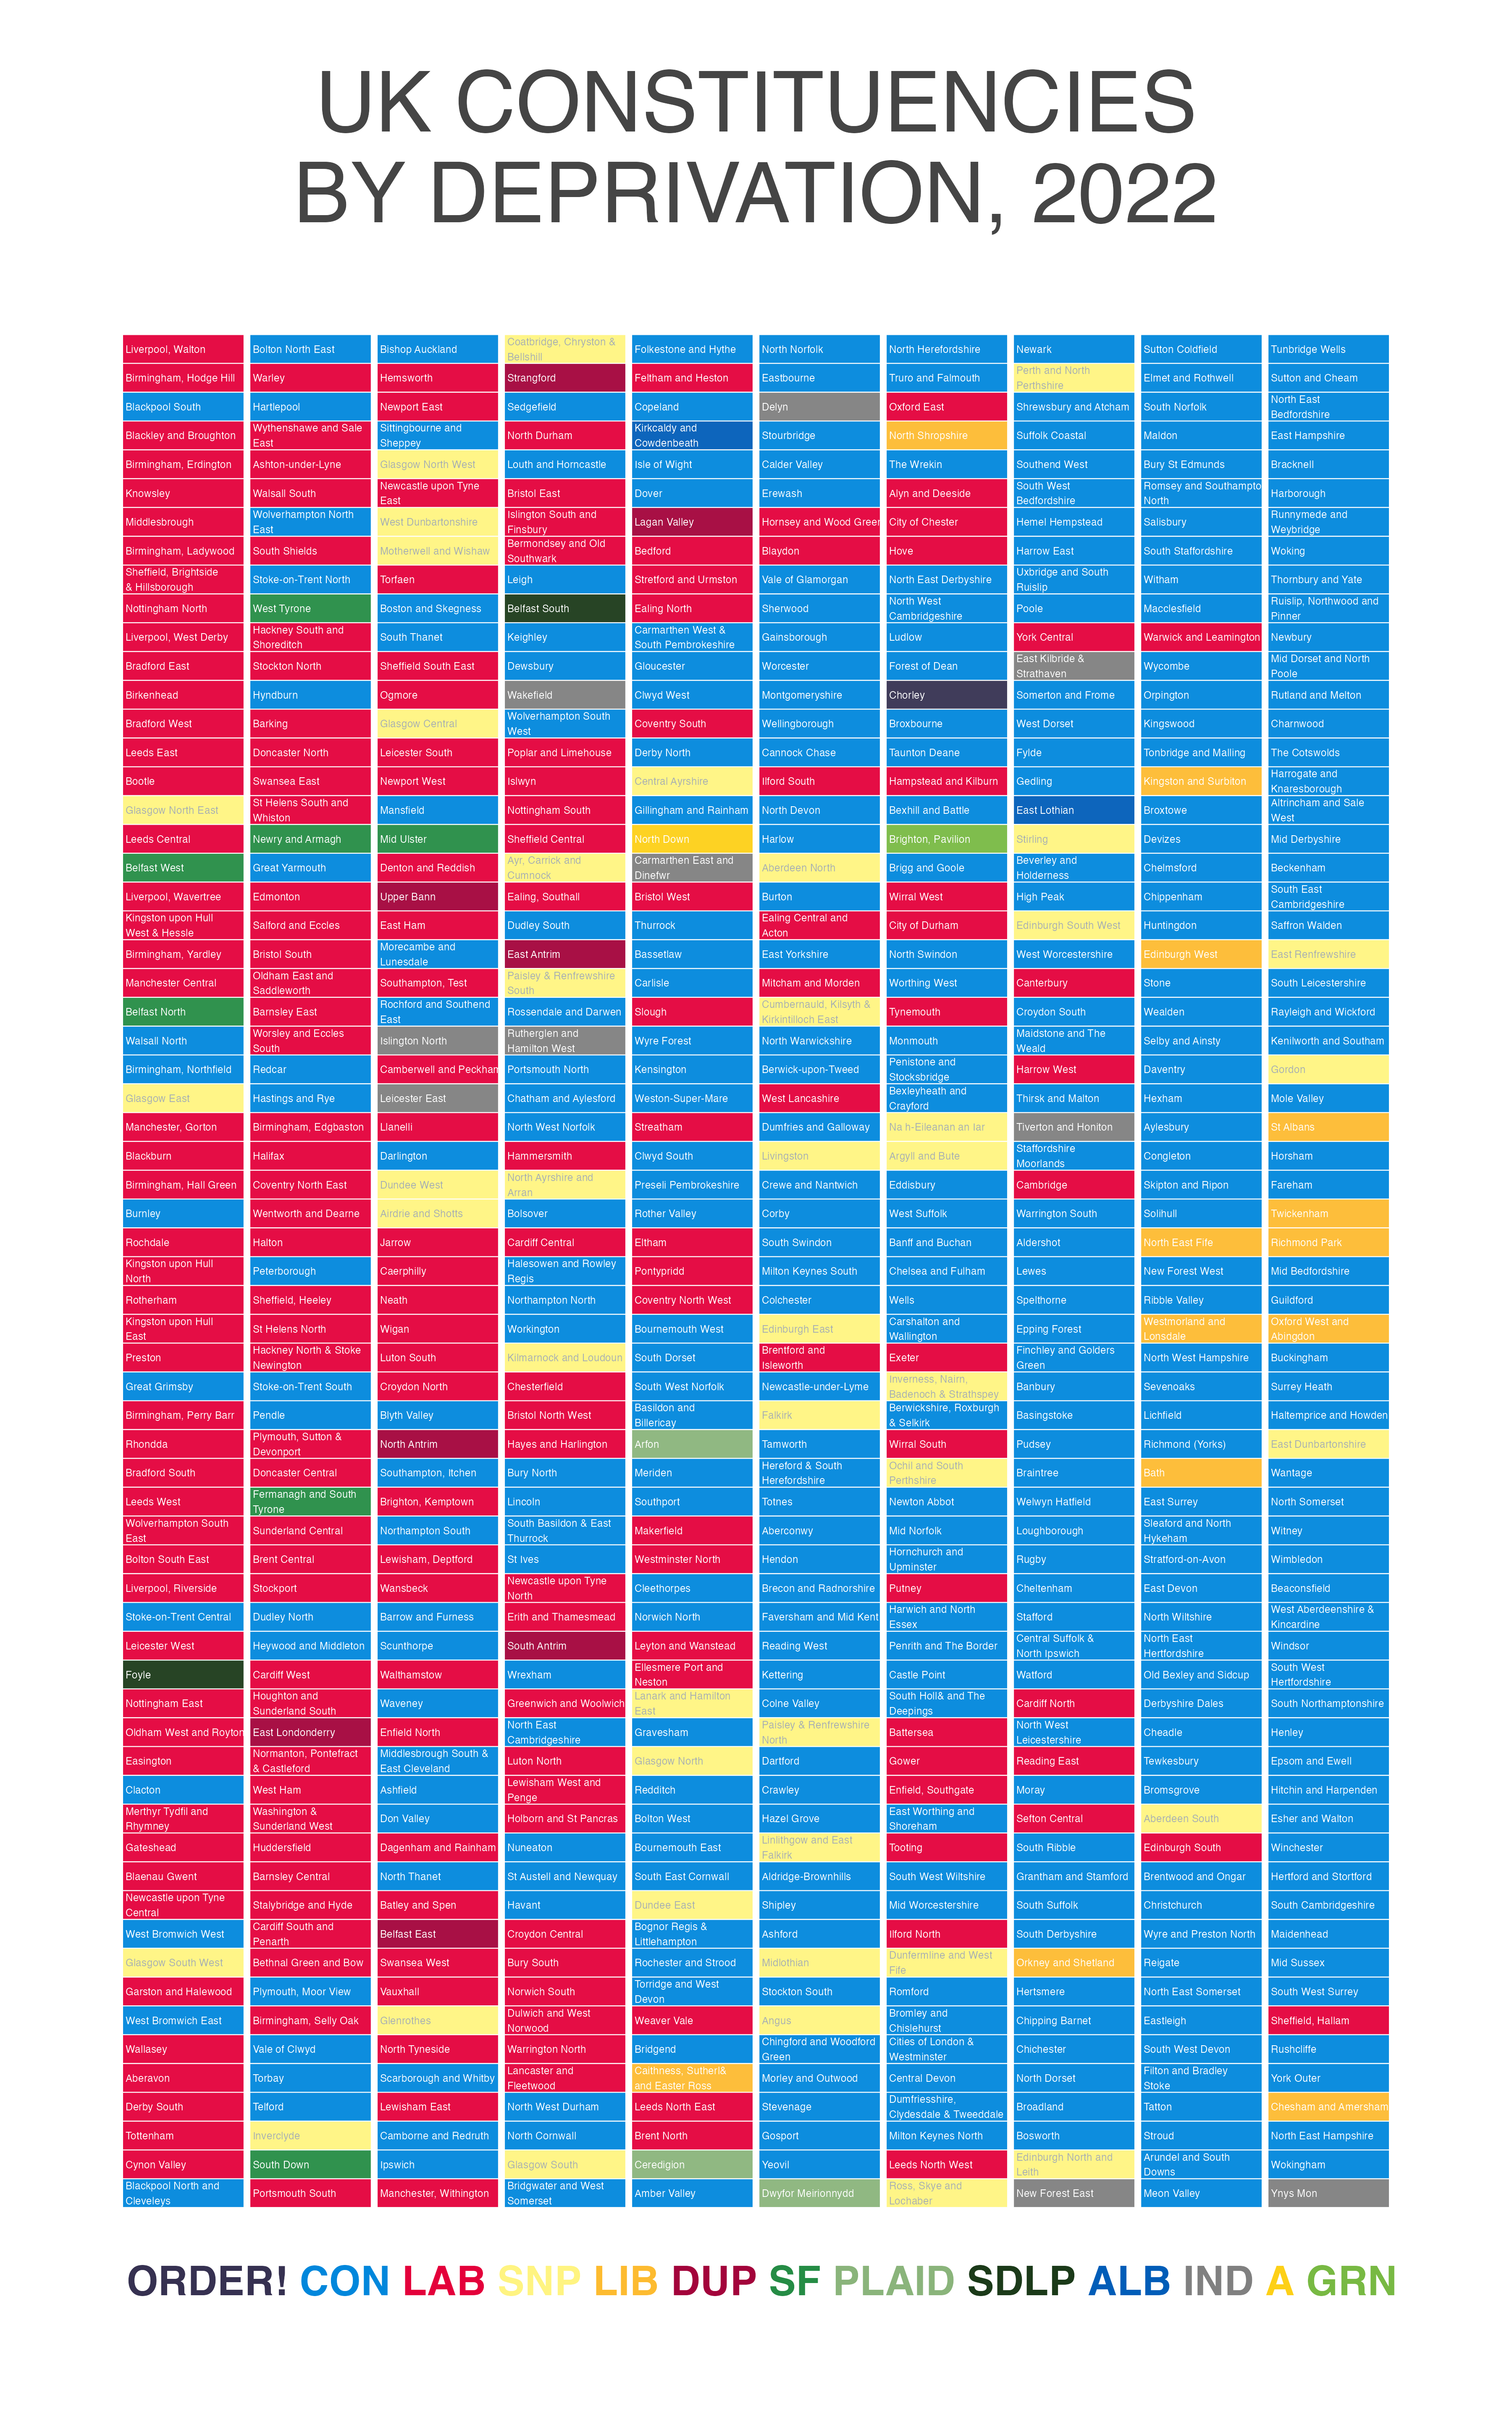 UK CONSTITUENCIES
BY DEPRIVATION, 2022
Liverpool, Walton
Birmingham, Hodge Hill
Blackpool South
Blackley and Broughton
Birmingham, Erdington
Knowsley
Middlesbrough
Birmingham, Ladywood
Sheffield, Brightside
& Hillsborough
Nottingham North
Liverpool, West Derby
Bradford East
Birkenhead
Bradford West
Leeds East
Bootle
Glasgow North East
Leeds Central
Belfast West
Liverpool, Wavertree
Kingston upon Hull
West & Hessle
Birmingham, Yardley
Manchester Central
Belfast North
Walsall North
Birmingham, Northfield
Glasgow East
Manchester, Gorton
Blackburn
Birmingham, Hall Green
Burnley
Rochdale
Kingston upon Hull
North
Rotherham
Kingston upon Hull
East
Preston
Great Grimsby
Birmingham, Perry Barr
Rhondda
Bradford South
Leeds West
Wolverhampton South
East
Bolton South East
Liverpool, Riverside
Stoke-on-Trent Central
Leicester West
Foyle
Nottingham East
Oldham West and Royton
Easington
Clacton
Merthyr Tydfil and
Rhymney
Gateshead
Blaenau Gwent
Newcastle upon Tyne
Central
West Bromwich West
Glasgow South West
Garston and Halewood
West Bromwich East
Wallasey
Aberavon
Derby South
Tottenham
Cynon Valley
Blackpool North and
Cleveleys
Bolton North East
Warley
Hartlepool
Wythenshawe and Sale
East
Ashton-under-Lyne
Walsall South
Wolverhampton North
East
South Shields
Stoke-on-Trent North
West Tyrone
Hackney South and
Shoreditch
Stockton North
Hyndburn
Barking
Doncaster North
Swansea East
St Helens South and
Whiston
Newry and Armagh
Great Yarmouth
Edmonton
Salford and Eccles
Bristol South
Oldham East and
Saddleworth
Barnsley East
Worsley and Eccles
South
Redcar
Hastings and Rye
Birmingham, Edgbaston
Halifax
Coventry North East
Wentworth and Dearne
Halton
Peterborough
Sheffield, Heeley
St Helens North
Hackney North & Stoke
Newington
Stoke-on-Trent South
Pendle
Plymouth, Sutton &
Devonport
Doncaster Central
Fermanagh and South
Tyrone
Sunderland Central
Brent Central
Stockport
Dudley North
Heywood and Middleton
Cardiff West
Houghton and
Sunderland South
East Londonderry
Normanton, Pontefract
& Castleford
West Ham
Washington &
Sunderland West
Huddersfield
Barnsley Central
Stalybridge and Hyde
Cardiff South and
Penarth
Bethnal Green and Bow
Plymouth, Moor View
Birmingham, Selly Oak
Vale of Clwyd
Torbay
Telford
Inverclyde
South Down
Portsmouth South
Bishop Auckland
Hemsworth
Newport East
Sittingbourne and
Sheppey
Glasgow North West
Newcastle upon Tyne
East
West Dunbartonshire
Motherwell and Wishaw
Torfaen
Boston and Skegness
South Thanet
Sheffield South East
Ogmore
Glasgow Central
Leicester South
Newport West
Mansfield
Mid Ulster
Denton and Reddish
Upper Bann
East Ham
Morecambe and
Lunesdale
Southampton, Test
Rochford and Southend
East
Islington North
Camberwell and Peckham
Leicester East
Llanelli
Darlington
Dundee West
Airdrie and Shotts
Jarrow
Caerphilly
Neath
Wigan
Luton South
Croydon North
Blyth Valley
North Antrim
Southampton, Itchen
Brighton, Kemptown
Northampton South
Lewisham, Deptford
Wansbeck
Barrow and Furness
Scunthorpe
Walthamstow
Waveney
Enfield North
Middlesbrough South &
East Cleveland
Ashfield
Don Valley
Dagenham and Rainham
North Thanet
Batley and Spen
Belfast East
Swansea West
Vauxhall
Glenrothes
North Tyneside
Scarborough and Whitby
Lewisham East
Camborne and Redruth
Ipswich
Manchester, Withington
Coatbridge, Chryston &
Bellshill
Strangford
Sedgefield
North Durham
Louth and Horncastle
Bristol East
Islington South and
Finsbury
Bermondsey and Old
Southwark
Leigh
Belfast South
Keighley
Dewsbury
Wakefield
Wolverhampton South
West
Poplar and Limehouse
Islwyn
Nottingham South
Sheffield Central
Ayr, Carrick and
Cumnock
Ealing, Southall
Dudley South
East Antrim
Paisley & Renfrewshire
South
Rossendale and Darwen
Rutherglen and
Hamilton West
Portsmouth North
Chatham and Aylesford
North West Norfolk
Hammersmith
North Ayrshire and
Arran
Bolsover
Cardiff Central
Halesowen and Rowley
Regis
Northampton North
Workington
Kilmarnock and Loudoun
Chesterfield
Bristol North West
Hayes and Harlington
Bury North
Lincoln
South Basildon & East
Thurrock
St Ives
Newcastle upon Tyne
North
Erith and Thamesmead
South Antrim
Wrexham
Greenwich and Woolwich
North East
Cambridgeshire
Luton North
Lewisham West and
Penge
Holborn and St Pancras
Nuneaton
St Austell and Newquay
Havant
Croydon Central
Bury South
Norwich South
Dulwich and West
Norwood
Warrington North
Lancaster and
Fleetwood
North West Durham
North Cornwall
Glasgow South
Bridgwater and West
Somerset
Folkestone and Hythe
Feltham and Heston
Copeland
Kirkcaldy and
Cowdenbeath
Isle of Wight
Dover
Lagan Valley
Bedford
Stretford and Urmston
Ealing North
Carmarthen West &
South Pembrokeshire
Gloucester
Clwyd West
Coventry South
Derby North
Central Ayrshire
Gillingham and Rainham
North Down
Carmarthen East and
Dinefwr
Bristol West
Thurrock
Bassetlaw
Carlisle
Slough
Wyre Forest
Kensington
Weston-Super-Mare
Streatham
Clwyd South
Preseli Pembrokeshire
Rother Valley
Eltham
Pontypridd
Coventry North West
Bournemouth West
South Dorset
South West Norfolk
Basildon and
Billericay
Arfon
Meriden
Southport
Makerfield
Westminster North
Cleethorpes
Norwich North
Leyton and Wanstead
Ellesmere Port and
Neston
Lanark and Hamilton
East
Gravesham
Glasgow North
Redditch
Bolton West
Bournemouth East
South East Cornwall
Dundee East
Bognor Regis &
Littlehampton
Rochester and Strood
Torridge and West
Devon
Weaver Vale
Bridgend
Caithness, Sutherl&
and Easter Ross
Leeds North East
Brent North
Ceredigion
Amber Valley
North Norfolk
Eastbourne
Delyn
Stourbridge
Calder Valley
Erewash
Hornsey and Wood Green
Blaydon
Vale of Glamorgan
Sherwood
Gainsborough
Worcester
Montgomeryshire
Wellingborough
Cannock Chase
Ilford South
North Devon
Harlow
Aberdeen North
Burton
Ealing Central and
Acton
East Yorkshire
Mitcham and Morden
Cumbernauld, Kilsyth &
Kirkintilloch East
North Warwickshire
Berwick-upon-Tweed
West Lancashire
Dumfries and Galloway
Livingston
Crewe and Nantwich
Corby
South Swindon
Milton Keynes South
Colchester
Edinburgh East
Brentford and
Isleworth
Newcastle-under-Lyme
Falkirk
Tamworth
Hereford & South
Herefordshire
Totnes
Aberconwy
Hendon
Brecon and Radnorshire
Faversham and Mid Kent
Reading West
Kettering
Colne Valley
Paisley & Renfrewshire
North
Dartford
Crawley
Hazel Grove
Linlithgow and East
Falkirk
Aldridge-Brownhills
Shipley
Ashford
Midlothian
Stockton South
Angus
Chingford and Woodford
Green
Morley and Outwood
Stevenage
Gosport
Yeovil
Dwyfor Meirionnydd
North Herefordshire
Truro and Falmouth
Oxford East
North Shropshire
The Wrekin
Alyn and Deeside
City of Chester
Hove
North East Derbyshire
North West
Cambridgeshire
Ludlow
Forest of Dean
Chorley
Broxbourne
Taunton Deane
Hampstead and Kilburn
Bexhill and Battle
Brighton, Pavilion
Brigg and Goole
Wirral West
City of Durham
North Swindon
Worthing West
Tynemouth
Monmouth
Penistone and
Stocksbridge
Bexleyheath and
Crayford
Na h-Eileanan an Iar
Argyll and Bute
Eddisbury
West Suffolk
Banff and Buchan
Chelsea and Fulham
Wells
Carshalton and
Wallington
Exeter
Inverness, Nairn,
Badenoch & Strathspey
Berwickshire, Roxburgh
& Selkirk
Wirral South
Ochil and South
Perthshire
Newton Abbot
Mid Norfolk
Hornchurch and
Upminster
Putney
Harwich and North
Essex
Penrith and The Border
Castle Point
South Holl& and The
Deepings
Battersea
Gower
Enfield, Southgate
East Worthing and
Shoreham
Tooting
South West Wiltshire
Mid Worcestershire
Ilford North
Dunfermline and West
Fife
Romford
Bromley and
Chislehurst
Cities of London &
Westminster
Central Devon
Dumfriesshire,
Clydesdale & Tweeddale
Milton Keynes North
Leeds North West
Ross, Skye and
Lochaber
Newark
Perth and North
Perthshire
Shrewsbury and Atcham
Suffolk Coastal
Southend West
South West
Bedfordshire
Hemel Hempstead
Harrow East
Uxbridge and South
Ruislip
Poole
York Central
East Kilbride &
Strathaven
Somerton and Frome
West Dorset
Fylde
Gedling
East Lothian
Stirling
Beverley and
Holderness
High Peak
Edinburgh South West
West Worcestershire
Canterbury
Croydon South
Maidstone and The
Weald
Harrow West
Thirsk and Malton
Tiverton and Honiton
Staffordshire
Moorlands
Cambridge
Warrington South
Aldershot
Lewes
Spelthorne
Epping Forest
Finchley and Golders
Green
Banbury
Basingstoke
Pudsey
Braintree
Welwyn Hatfield
Loughborough
Rugby
Cheltenham
Stafford
Central Suffolk &
North Ipswich
Watford
Cardiff North
North West
Leicestershire
Reading East
Moray
Sefton Central
South Ribble
Grantham and Stamford
South Suffolk
South Derbyshire
Orkney and Shetland
Hertsmere
Chipping Barnet
Chichester
North Dorset
Broadland
Bosworth
Edinburgh North and
Leith
New Forest East
Sutton Coldfield
Elmet and Rothwell
South Norfolk
Maldon
Bury St Edmunds
Romsey and Southampto
North
Salisbury
South Staffordshire
Witham
Macclesfield
Warwick and Leamington
Wycombe
Orpington
Kingswood
Tonbridge and Malling
Kingston and Surbiton
Broxtowe
Devizes
Chelmsford
Chippenham
Huntingdon
Edinburgh West
Stone
Wealden
Selby and Ainsty
Daventry
Hexham
Aylesbury
Congleton
Skipton and Ripon
Solihull
North East Fife
New Forest West
Ribble Valley
Westmorland and
Lonsdale
North West Hampshire
Sevenoaks
Lichfield
Richmond (Yorks)
Bath
East Surrey
Sleaford and North
Hykeham
Stratford-on-Avon
East Devon
North Wiltshire
North East
Hertfordshire
Old Bexley and Sidcup
Derbyshire Dales
Cheadle
Tewkesbury
Bromsgrove
Aberdeen South
Edinburgh South
Brentwood and Ongar
Christchurch
Wyre and Preston North
Reigate
North East Somerset
Eastleigh
South West Devon
Filton and Bradley
Stoke
Tatton
Stroud
Arundel and South
Downs
Meon Valley
Tunbridge Wells
Sutton and Cheam
North East
Bedfordshire
East Hampshire
Bracknell
Harborough
Runnymede and
Weybridge
Woking
Thornbury and Yate
Ruislip, Northwood and
Pinner
Newbury
Mid Dorset and North
Poole
Rutland and Melton
Charnwood
The Cotswolds
Harrogate and
Knaresborough
Altrincham and Sale
West
Mid Derbyshire
Beckenham
South East
Cambridgeshire
Saffron Walden
East Renfrewshire
South Leicestershire
Rayleigh and Wickford
Kenilworth and Southam
Gordon
Mole Valley
St Albans
Horsham
Fareham
Twickenham
Richmond Park
Mid Bedfordshire
Guildford
Oxford West and
Abingdon
Buckingham
Surrey Heath
Haltemprice and Howden
East Dunbartonshire
Wantage
North Somerset
Witney
Wimbledon
Beaconsfield
West Aberdeenshire &
Kincardine
Windsor
South West
Hertfordshire
South Northamptonshire
Henley
Epsom and Ewell
Hitchin and Harpenden
Esher and Walton
Winchester
Hertford and Stortford
South Cambridgeshire
Maidenhead
Mid Sussex
South West Surrey
Sheffield, Hallam
Rushcliffe
York Outer
Chesham and Amersham
North East Hampshire
Wokingham
Ynys Mon
ORDER! CON LAB SNP LIB DUP SF PLAID SDLP ALB IND A GRN